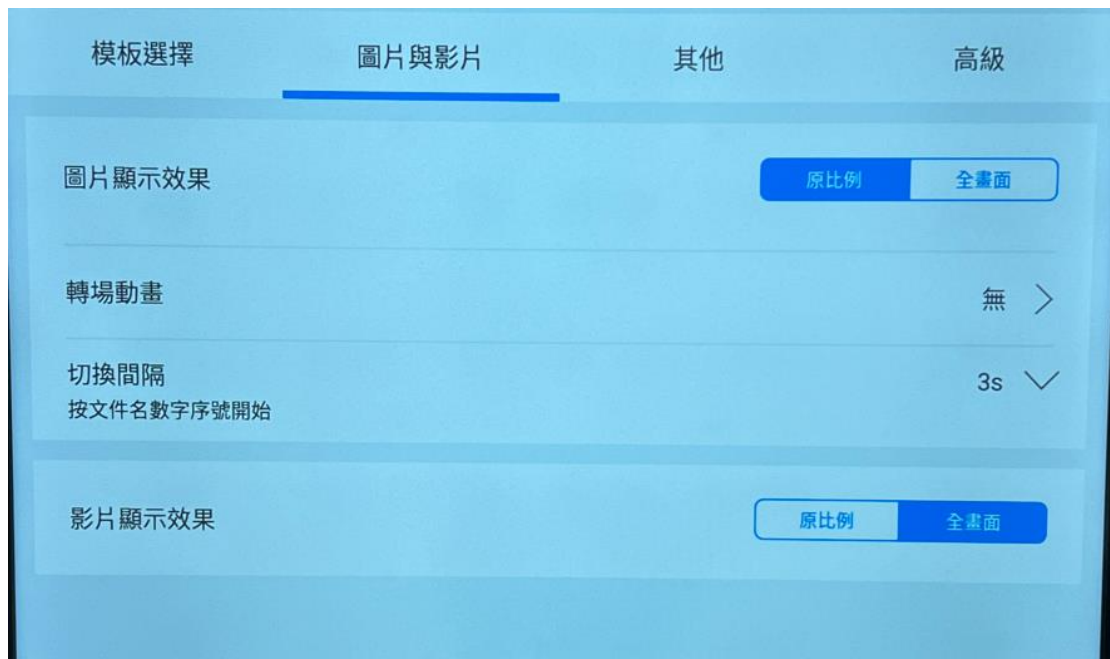 模板選擇
圖片與影片
其他
高級
圖片顯示效果
原比例
全畫面
轉場動畫
無
切換間隔
3s
按文件名數字序號開始
影片顯示效果
原比例
全畫面